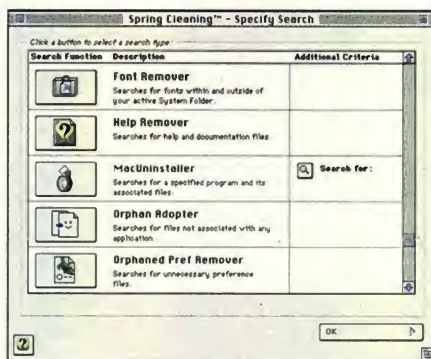 Spring Cleaning™ – Specify Search
Click a button to select a search type:
Search Function Description Additional Criteria
Font Remover
Searches for fonts within and outside of
your active System Folder.
Help Remover
Searches for help and documentation files.
MacUninstaller
Search for:
Searches for a specified program and its
associated files.
Orphan Adopter
Searches for files not associated with any
application.
Orphaned Pref Remover
Searches for unnecessary preference
files.
OK